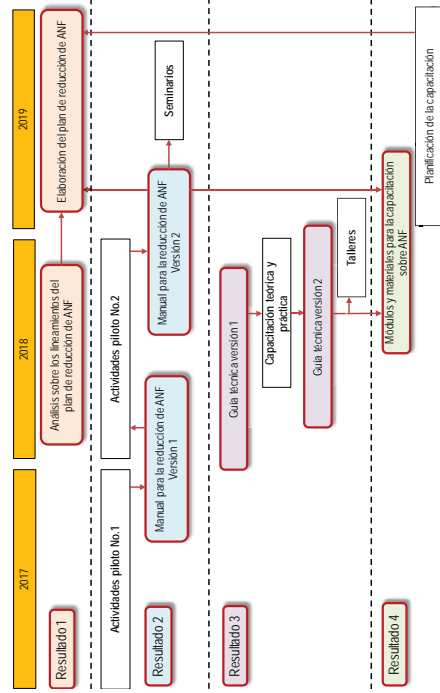 2017
2018
2019
Resultado 1
Análisis sobre los lineamientos del
plan de reducción de ANF
Elaboración del plan de reducción de ANF
Actividades piloto No.1
Actividades piloto No.2
Resultado 2
Manual para la reducción de ANF
Versión 1
Manual para la reducción de ANF
Versión 2
Seminarios
Resultado 3
Guía técnica versión 1
Capacitación teórica y
práctica
Guía técnica versión 2
Talleres
Resultado 4
Módulos y materiales para la capacitación
sobre ANF
Planificación de la capacitación